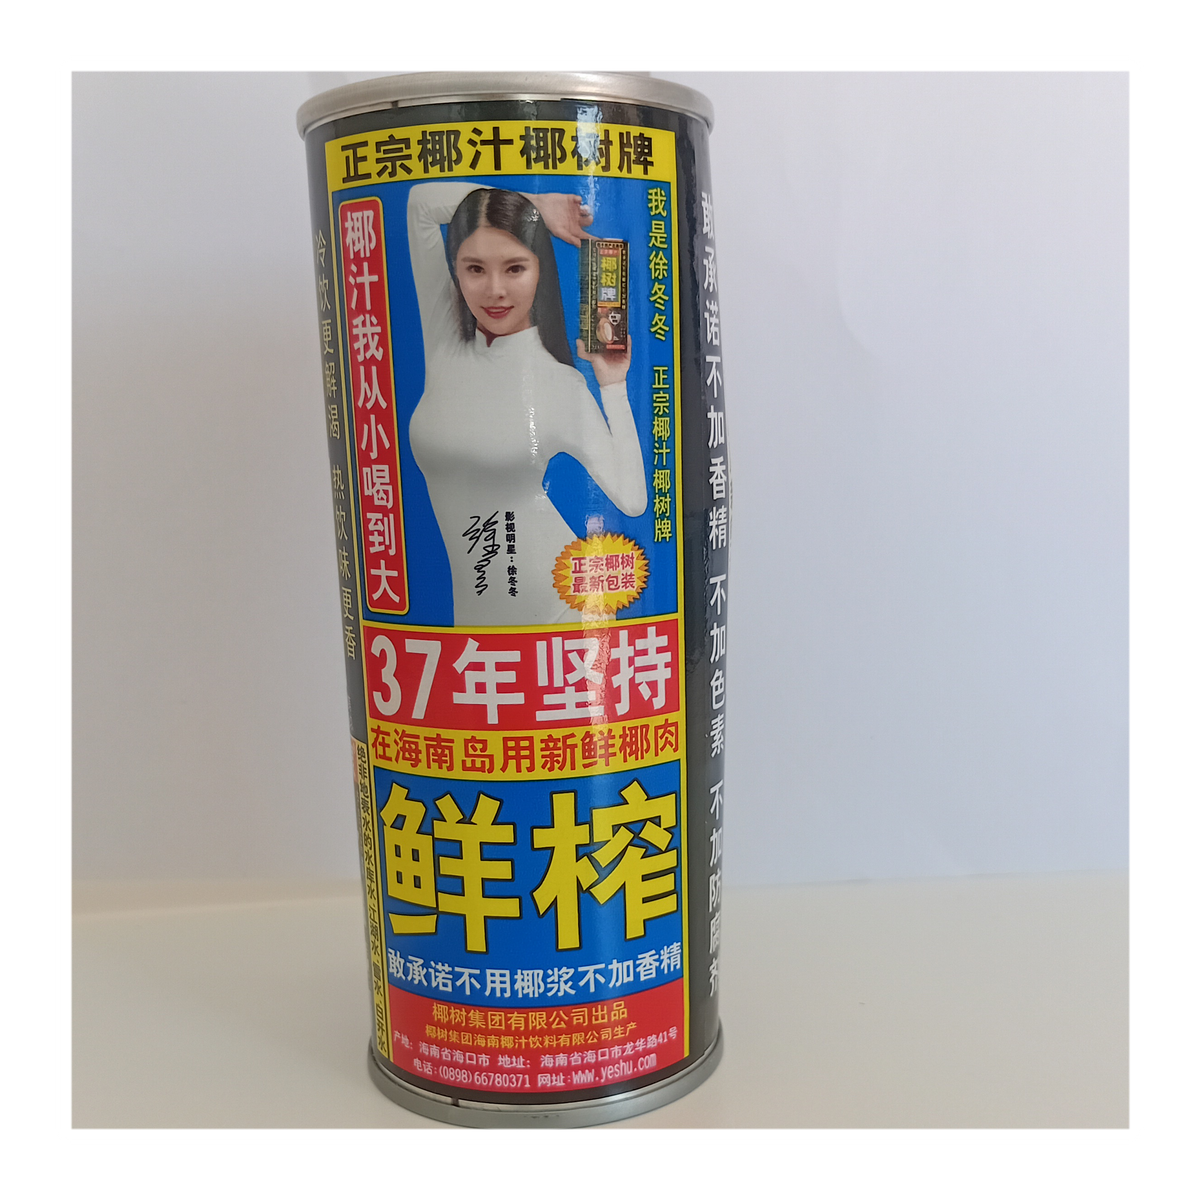 正宗椰汁椰树牌
椰汁我从小喝到大
我是徐冬冬 正宗椰汁椰树牌
椰树牌
影视明星：徐冬冬
正宗椰树
最新包装
37年坚持
在海南岛用新鲜椰肉
鲜榨
敢承诺不用椰浆不加香精
椰树集团有限公司出品
椰树集团海南椰汁饮料有限公司生产
产地：海南省海口市 地址：海南省海口市龙华路41号
电话:(0898)66780371 网址:www.yeshu.com
冷饮更解渴 热饮味更香
敢承诺不加香精 不加色素 不加防腐剂